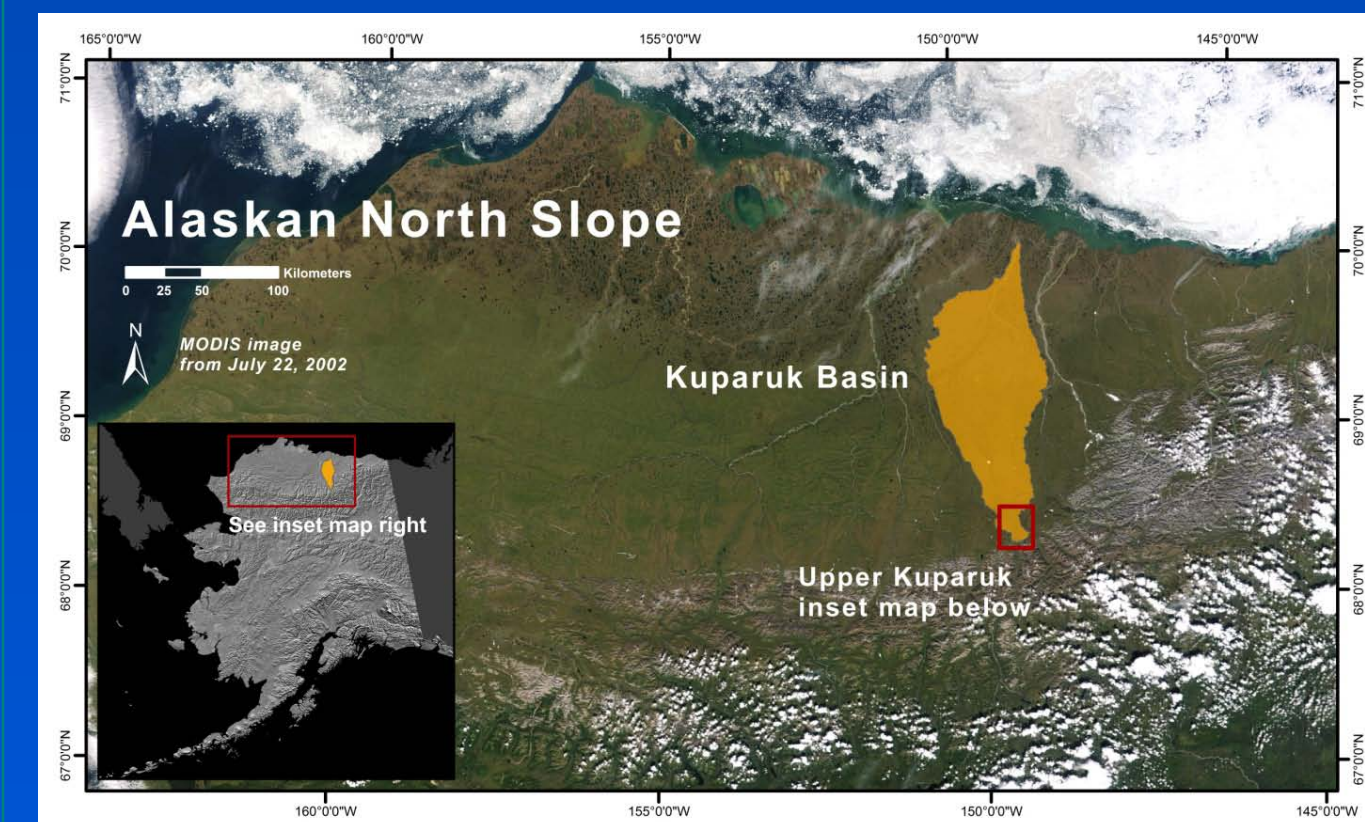 165°0'0"W 160°0'0"W 155°0'0"W 150°0'0"W 145°0'0"W
71°0'0"N
71°0'0"N
Alaskan North Slope
70°0'0"N
70°0'0"N
Kilometers
0 25 50 100
N
MODIS image
from July 22, 2002
Kuparuk Basin
69°0'0"N
69°0'0"N
See inset map right
Upper Kuparuk
inset map below
68°0'0"N
68°0'0"N
67°0'0"N
67°0'0"N
160°0'0"W 155°0'0"W 150°0'0"W 145°0'0"W